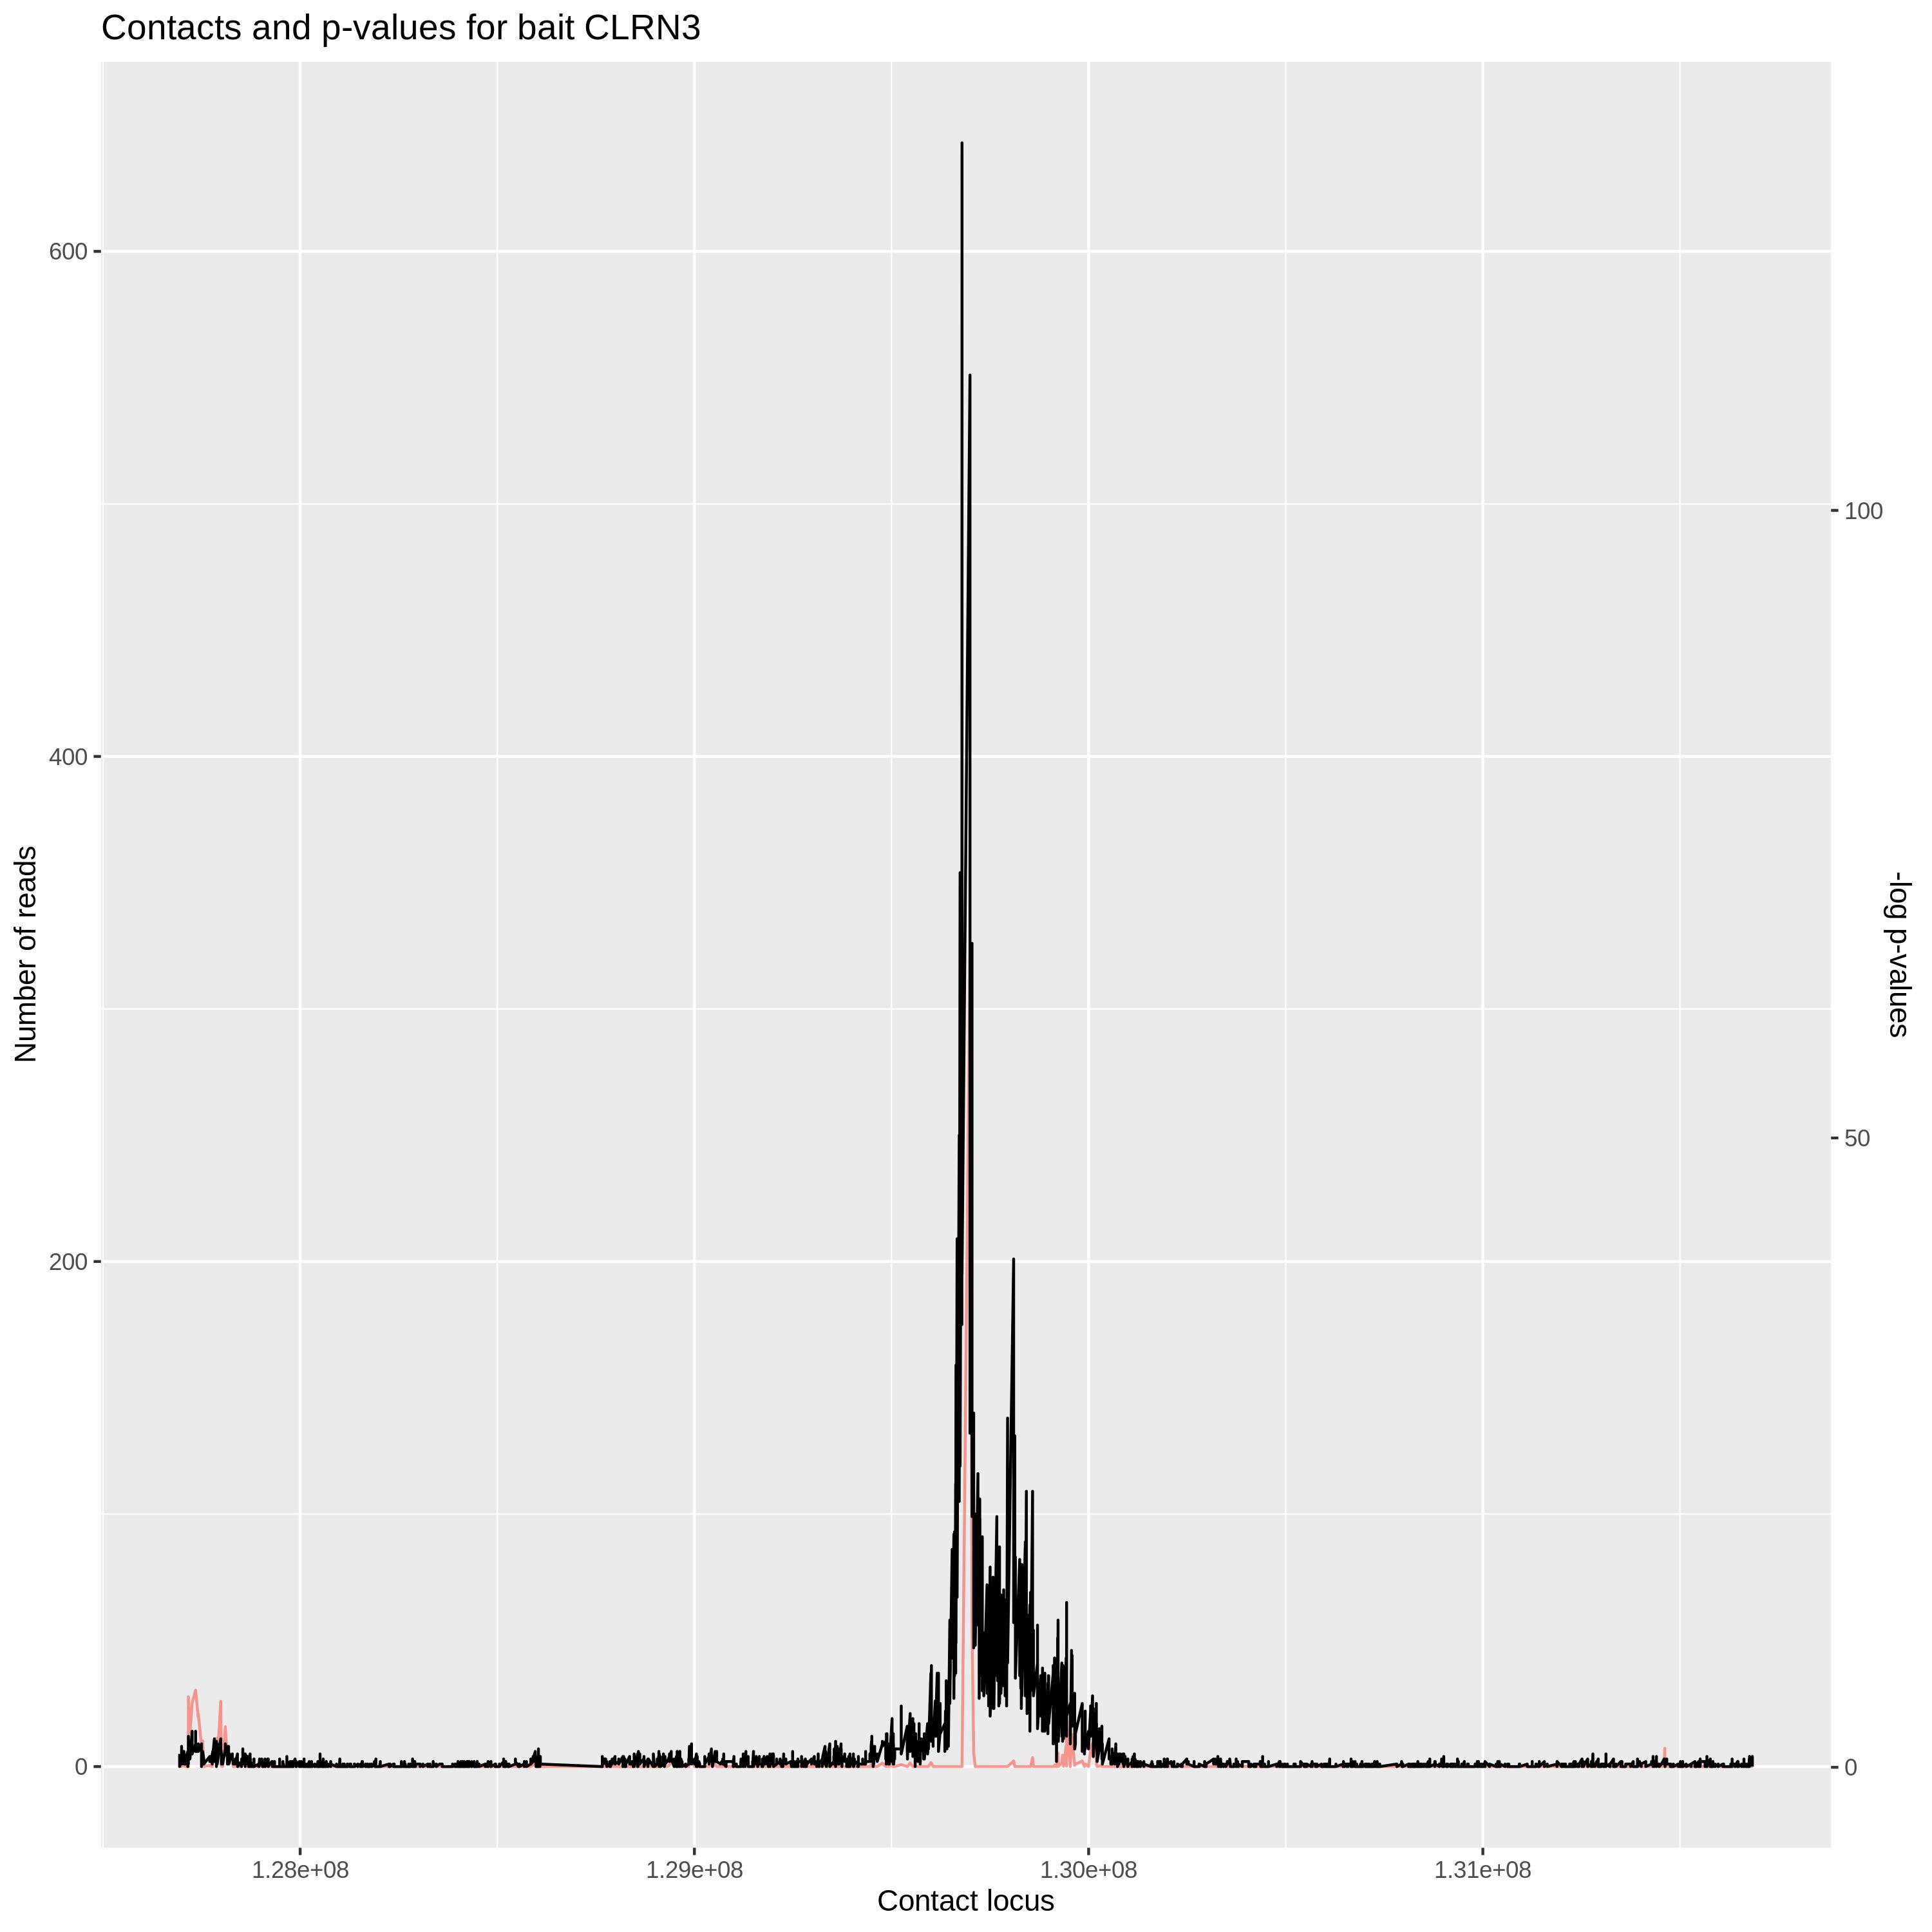 Contacts and p-values for bait CLRN3
600
400
200
0
Number of reads
100
50
0
-log p-values
1.28e+08
1.29e+08
1.30e+08
1.31e+08
Contact locus